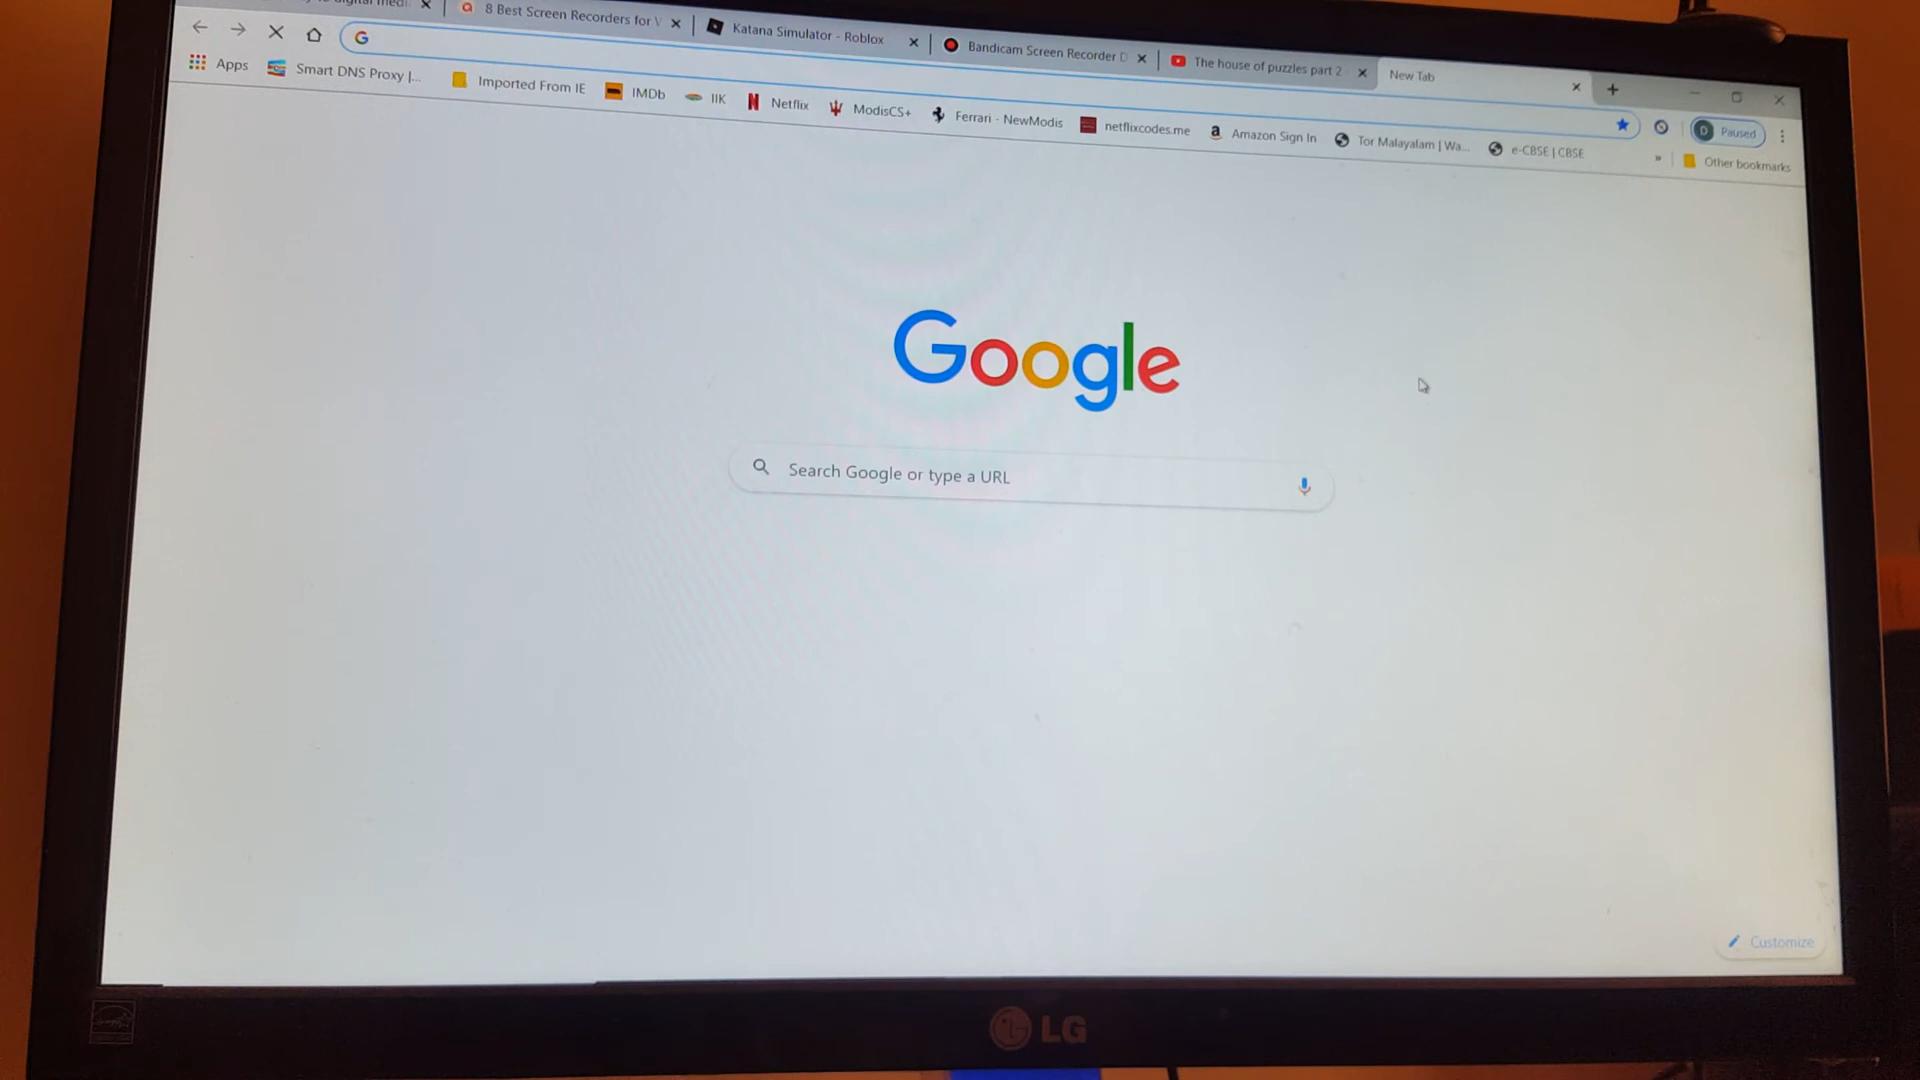 8 Best Screen Recorders for
Katana Simulator - Roblox
Bandicam Screen Recorder D
The house of puzzles part 2
New Tab
Paused
Apps
Smart DNS Proxy |...
Imported From IE
IMDb
IIK
Netflix
ModisCS+
Ferrari - NewModis
netflixcodes.me
Amazon Sign In
Tor Malayalam | Wa...
e-CBSE | CBSE
Other bookmarks
Google
Search Google or type a URL
Customize
LG